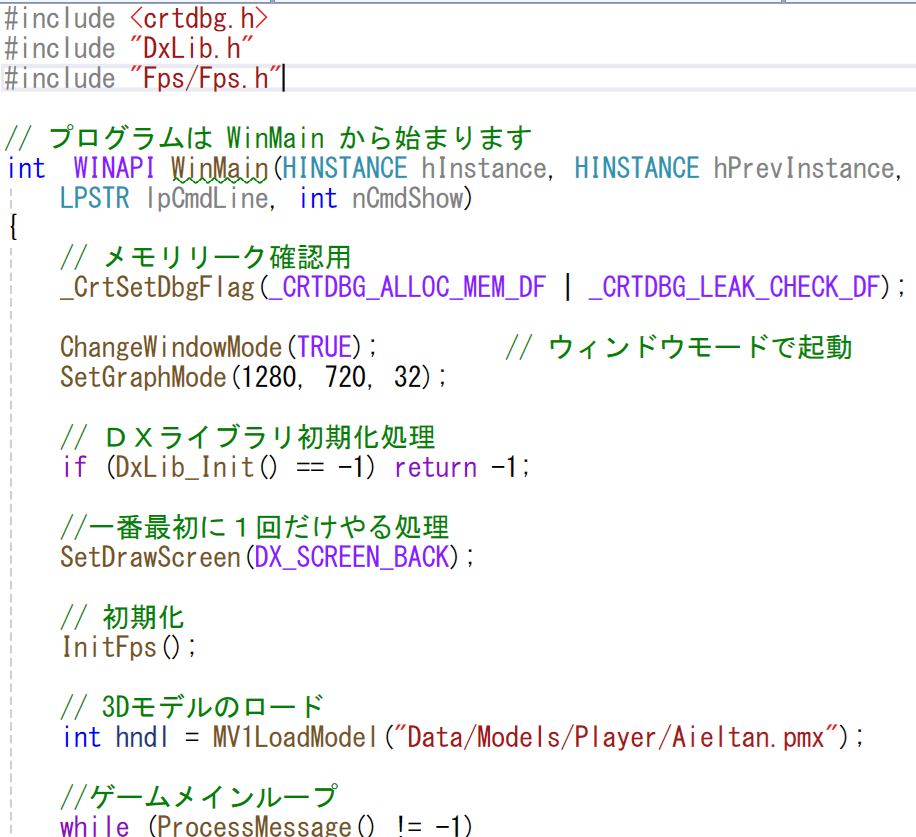 #include <crtdbg.h>
#include "DxLib.h"
#include "Fps/Fps.h"
// プログラムは WinMain から始まります
int WINAPI WinMain(HINSTANCE hInstance, HINSTANCE hPrevInstance,
LPSTR lpCmdLine, int nCmdShow)
{
// メモリリーク確認用
_CrtSetDbgFlag(_CRTDBG_ALLOC_MEM_DF | _CRTDBG_LEAK_CHECK_DF);
ChangeWindowMode(TRUE); // ウィンドウモードで起動
SetGraphMode(1280, 720, 32);
// ＤＸライブラリ初期化処理
if (DxLib_Init() == -1) return -1;
//一番最初に１回だけやる処理
SetDrawScreen(DX_SCREEN_BACK);
// 初期化
InitFps();
// 3Dモデルのロード
int hndl = MV1LoadModel("Data/Models/Player/Aieltan.pmx");
//ゲームメインループ
while (ProcessMessage() != -1)